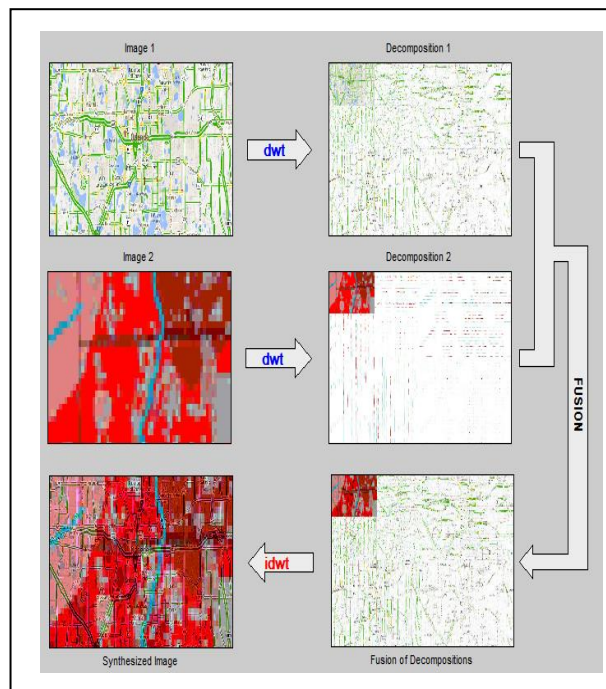 Image 1
Decomposition 1
dwt
Image 2
Decomposition 2
dwt
FUSION
idwt
Synthesized Image
Fusion of Decompositions